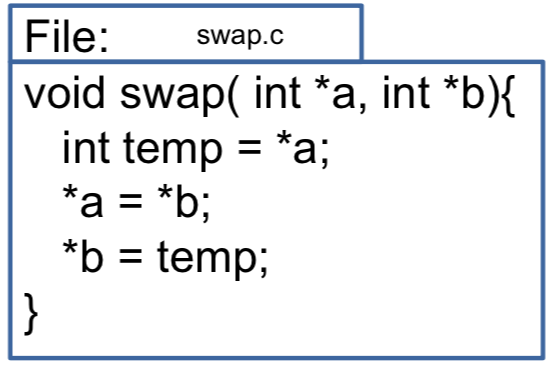 File: swap.c
void swap( int *a, int *b){
int temp = *a;
*a = *b;
*b = temp;
}